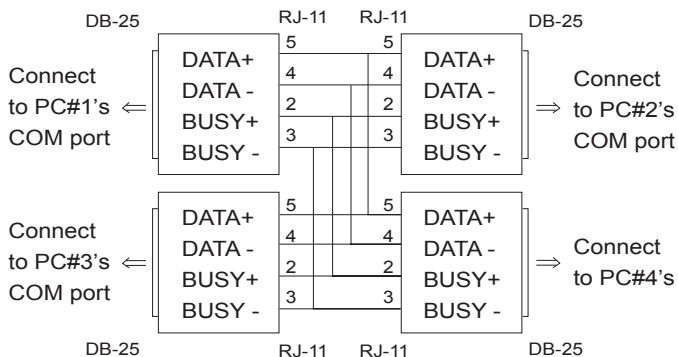 DB-25 RJ-11 RJ-11 DB-25
Connect
to PC#1's
COM port
DATA+
DATA -
BUSY+
BUSY -
5
4
2
3
5
4
2
3
DATA+
DATA -
BUSY+
BUSY -
Connect
to PC#2's
COM port
Connect
to PC#3's
COM port
DATA+
DATA -
BUSY+
BUSY -
5
4
2
3
5
4
2
3
DATA+
DATA -
BUSY+
BUSY -
Connect
to PC#4's
DB-25 RJ-11 RJ-11 DB-25